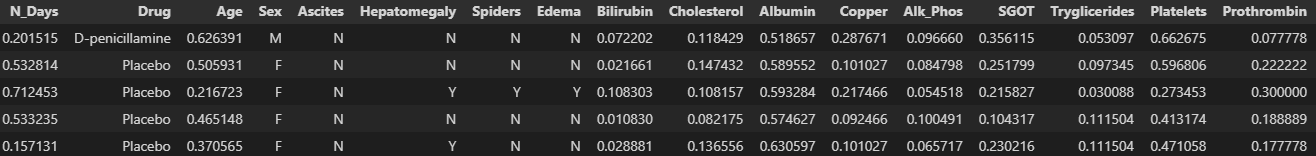 N_Days Drug Age Sex Ascites Hepatomegaly Spiders Edema Bilirubin Cholesterol Albumin Copper Alk_Phos SGOT Tryglicerides Platelets Prothrombin
0.201515 D-penicillamine 0.626391 M N N N N 0.072202 0.118429 0.518657 0.287671 0.096660 0.356115 0.053097 0.662675 0.077778
0.532814 Placebo 0.505931 F N N N N 0.021661 0.147432 0.589552 0.101027 0.084798 0.251799 0.097345 0.596806 0.222222
0.712453 Placebo 0.216723 F N Y Y Y 0.108303 0.108157 0.593284 0.217466 0.054518 0.215827 0.030088 0.273453 0.300000
0.533235 Placebo 0.465148 F N N N N 0.010830 0.082175 0.574627 0.092466 0.100491 0.104317 0.111504 0.413174 0.188889
0.157131 Placebo 0.370565 F N Y N N 0.028881 0.136556 0.630597 0.101027 0.065717 0.230216 0.111504 0.471058 0.177778